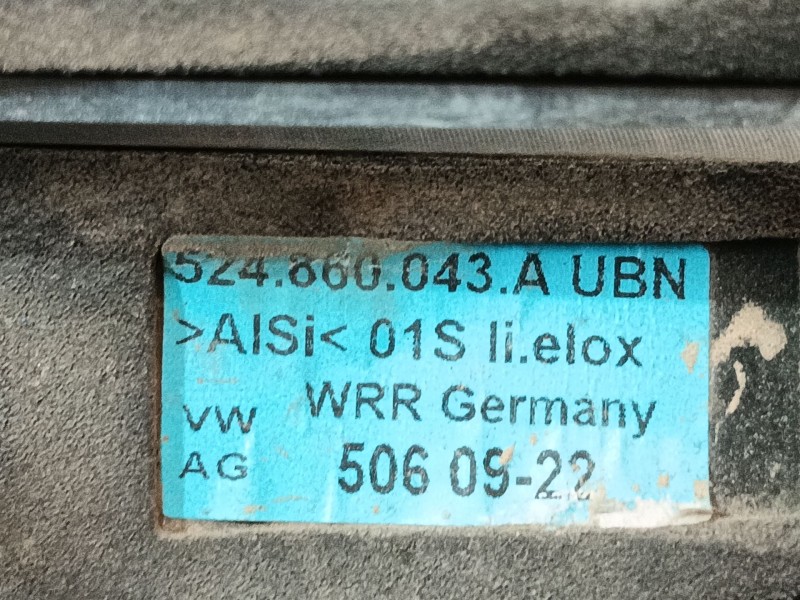 524.860.043.A UBN
>AlSi< 01S li.elox
VW WRR Germany
AG 506 09-22